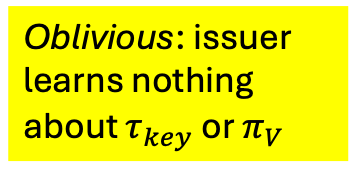 Oblivious: issuer
learns nothing
about τ_key or π_V